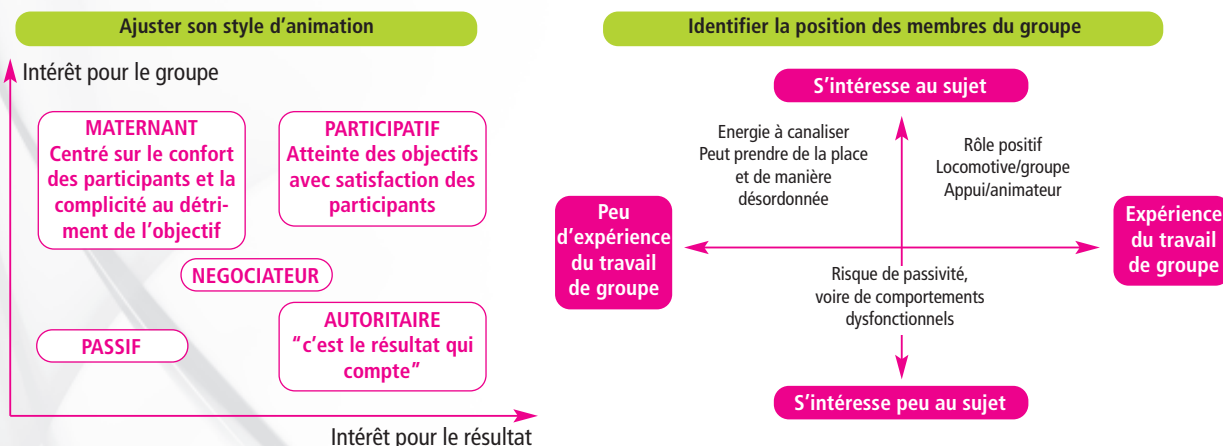 Ajuster son style d'animation
Intérêt pour le groupe
MATERNANT
Centré sur le confort
des participants et la
complicité au détri-
ment de l'objectif
PARTICIPATIF
Atteinte des objectifs
avec satisfaction des
participants
NEGOCIATEUR
PASSIF
AUTORITAIRE
“c'est le résultat qui
compte”
Intérêt pour le résultat
Identifier la position des membres du groupe
S'intéresse au sujet
Energie à canaliser
Peut prendre de la place
et de manière
désordonnée
Rôle positif
Locomotive/groupe
Appui/animateur
Peu
d'expérience
du travail
de groupe
Expérience
du travail
de groupe
Risque de passivité,
voire de comportements
dysfonctionnels
S'intéresse peu au sujet